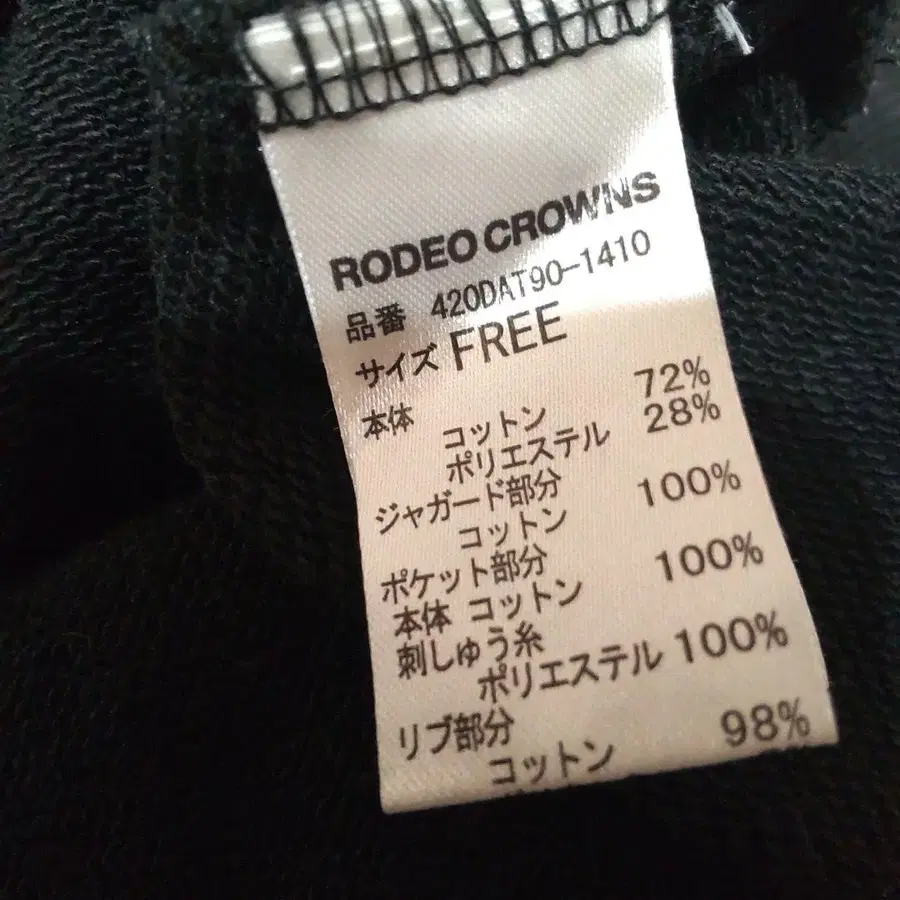 RODEO CROWNS
品番 420DAT90-1410
サイズ FREE
本体 コットン 72%
ポリエステル 28%
ジャガード部分
コットン 100%
ポケット部分
本体 コットン 100%
刺しゅう糸
ポリエステル 100%
リブ部分
コットン 98%